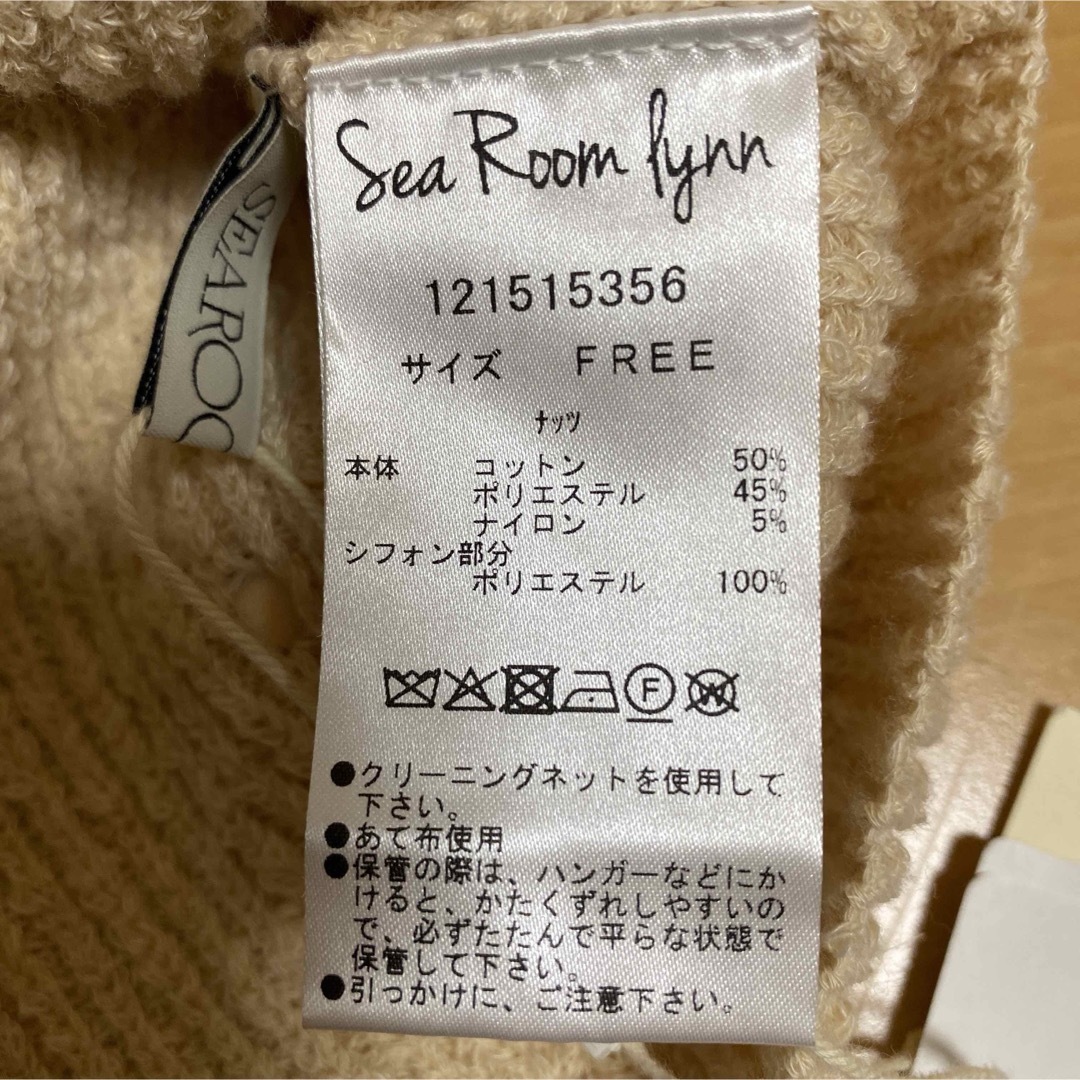 Sea Room lynn
SEAROO
121515356
サイズ FREE
ナッツ
本体 コットン 50%
ポリエステル 45%
ナイロン 5%
シフォン部分
ポリエステル 100%
F W
●クリーニングネットを使用して
下さい。
●あて布使用
●保管の際は、ハンガーなどにか
けると、かたくずれしやすいの
で、必ずたたんで平らな状態で
保管して下さい。
●引っかけに、ご注意下さい。